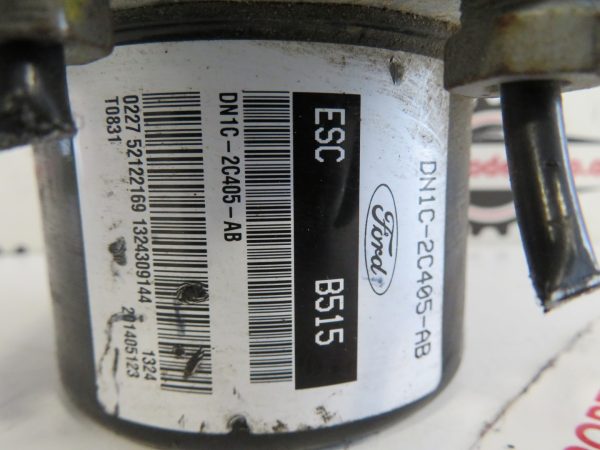 DN1C-2C405-AB
Ford
ESC B515
DN1C-2C405-AB
0227 52122169 1324309144 1324
T0831 201405123